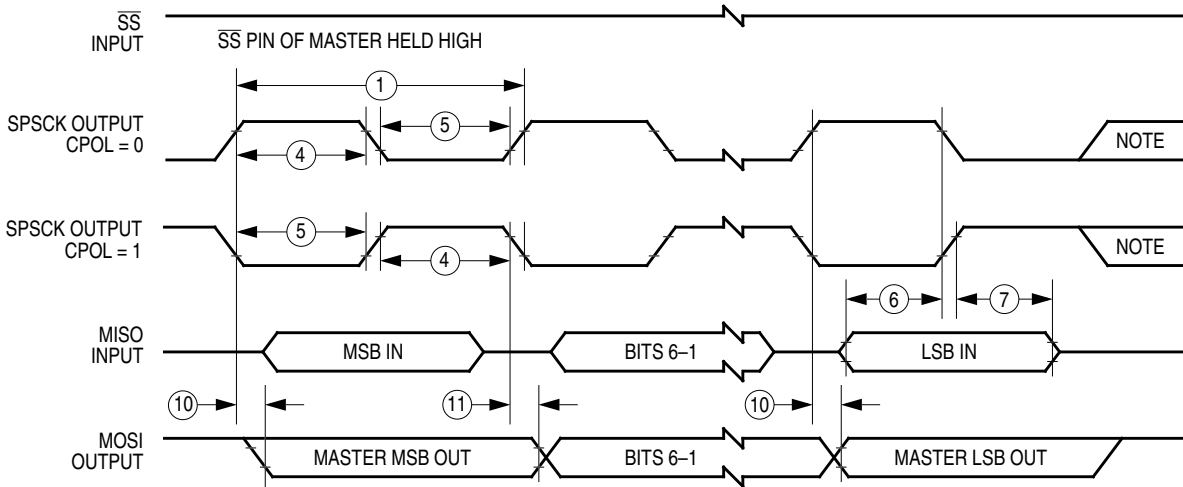 SS
INPUT
SS PIN OF MASTER HELD HIGH
1
SPSCK OUTPUT
CPOL = 0
5
4
NOTE
SPSCK OUTPUT
CPOL = 1
5
4
NOTE
6
7
MISO
INPUT
MSB IN
BITS 6–1
LSB IN
10
11
10
MOSI
OUTPUT
MASTER MSB OUT
BITS 6–1
MASTER LSB OUT